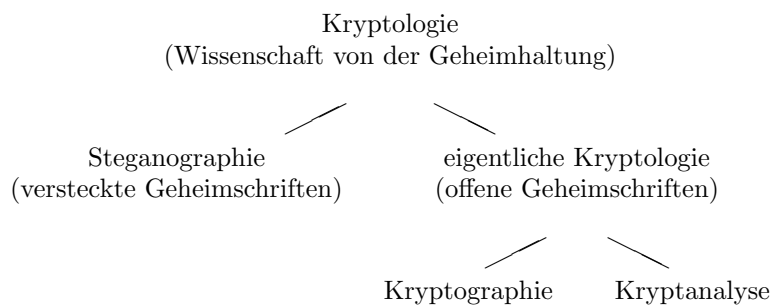 Kryptologie
(Wissenschaft von der Geheimhaltung)
Steganographie
(versteckte Geheimschriften)
eigentliche Kryptologie
(offene Geheimschriften)
Kryptographie
Kryptanalyse